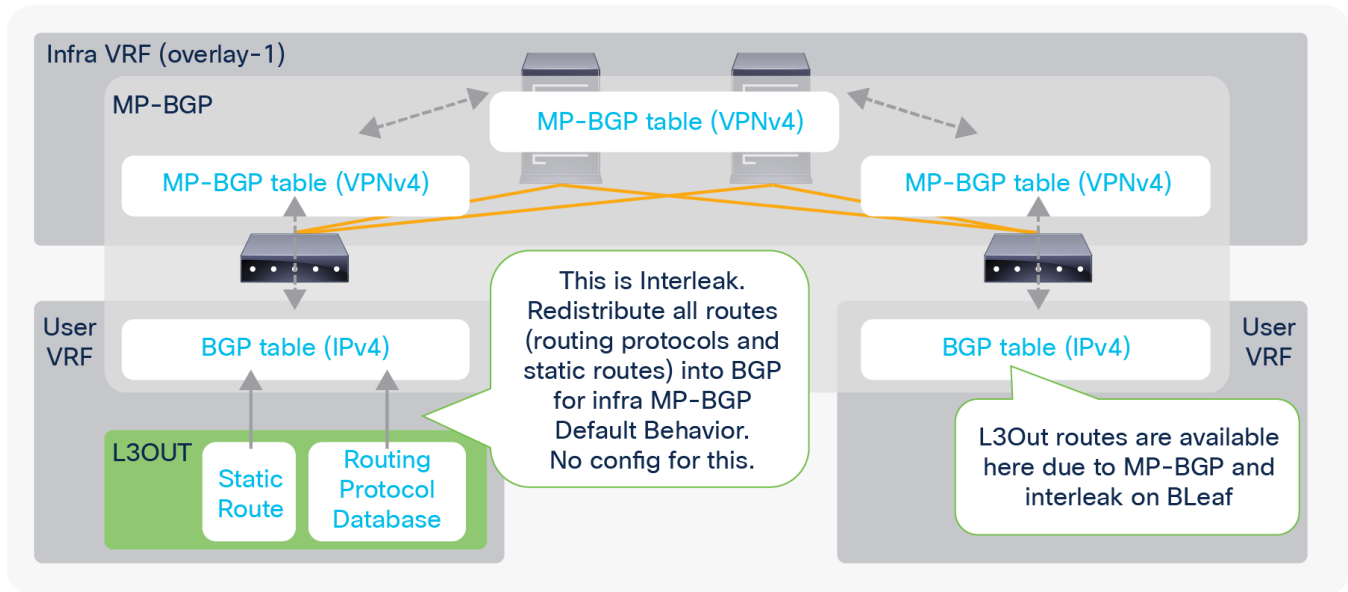 Infra VRF (overlay-1)
MP-BGP
MP-BGP table (VPNv4)
MP-BGP table (VPNv4)
MP-BGP table (VPNv4)
User
VRF
BGP table (IPv4)
This is Interleak.
Redistribute all routes
(routing protocols and
static routes) into BGP
for infra MP-BGP
Default Behavior.
No config for this.
BGP table (IPv4)
User
VRF
L3OUT
Static
Route
Routing
Protocol
Database
L3Out routes are available
here due to MP-BGP and
interleak on BLeaf